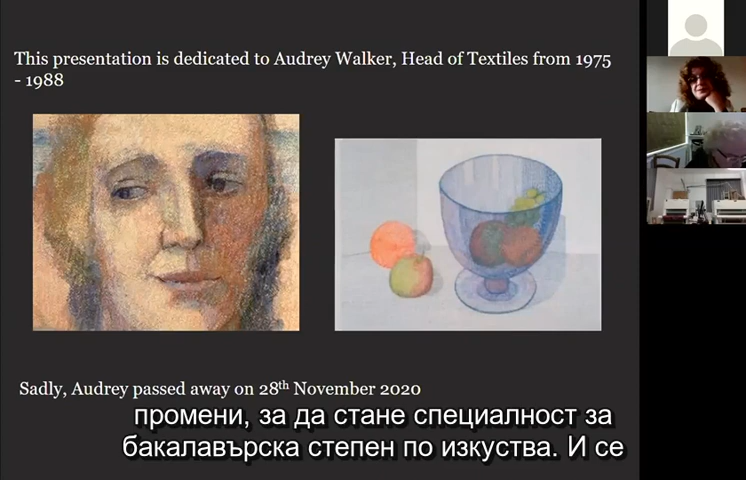 This presentation is dedicated to Audrey Walker, Head of Textiles from 1975
- 1988
Sadly, Audrey passed away on 28th November 2020
промени, за да стане специалност за
бакалавърска степен по изкуства. И се